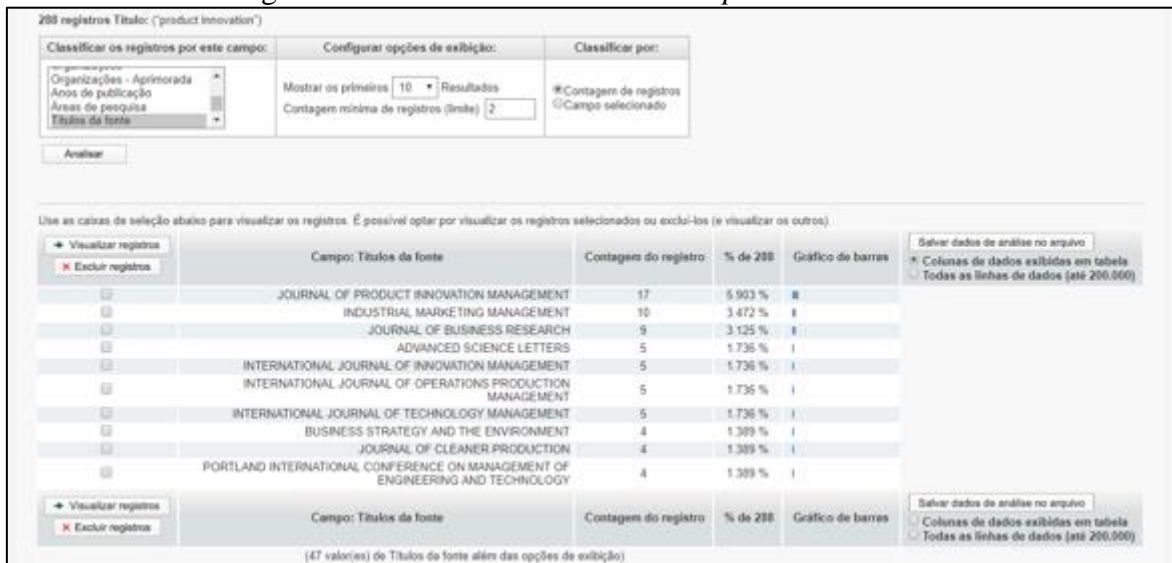 288 registros Título: ("product innovation")
Classificar os registros por este campo: Configurar opções de exibição: Classificar por:
Organizações - Aprimorada
Anos de publicação
Áreas de pesquisa
Títulos da fonte
Mostrar os primeiros 10 Resultados
Contagem mínima de registros (limite) 2
Contagem de registros
Campo selecionado
Analisar
Use as caixas de seleção abaixo para visualizar os registros. É possível optar por visualizar os registros selecionados ou excluí-los (e visualizar os outros).
Visualizar registros
Excluir registros
Campo: Títulos da fonte Contagem do registro % de 288 Gráfico de barras
Salvar dados de análise no arquivo
Colunas de dados exibidas em tabela
Todas as linhas de dados (até 200.000)
JOURNAL OF PRODUCT INNOVATION MANAGEMENT 17 5.903 %
INDUSTRIAL MARKETING MANAGEMENT 10 3.472 %
JOURNAL OF BUSINESS RESEARCH 9 3.125 %
ADVANCED SCIENCE LETTERS 5 1.736 %
INTERNATIONAL JOURNAL OF INNOVATION MANAGEMENT 5 1.736 %
INTERNATIONAL JOURNAL OF OPERATIONS PRODUCTION
MANAGEMENT 5 1.736 %
INTERNATIONAL JOURNAL OF TECHNOLOGY MANAGEMENT 5 1.736 %
BUSINESS STRATEGY AND THE ENVIRONMENT 4 1.389 %
JOURNAL OF CLEANER PRODUCTION 4 1.389 %
PORTLAND INTERNATIONAL CONFERENCE ON MANAGEMENT OF
ENGINEERING AND TECHNOLOGY 4 1.389 %
Visualizar registros
Excluir registros
Campo: Títulos da fonte Contagem do registro % de 288 Gráfico de barras
Salvar dados de análise no arquivo
Colunas de dados exibidas em tabela
Todas as linhas de dados (até 200.000)
(47 valor(es) de Títulos da fonte além das opções de exibição)